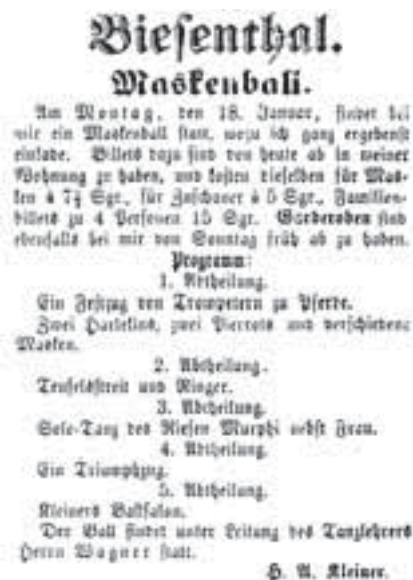 Biesenthal.
Maskenball.
Am Montag, den 18. Januar, findet bei
mir ein Maskenball statt, wozu ich ganz ergebenst
einlade. Billets dazu sind von heute ab in meiner
Wohnung zu haben, und kosten dieselben für Mas-
ken à 7½ Sgr., für Zuschauer à 5 Sgr., Familien-
billets zu 4 Personen 15 Sgr. Garderoben sind
ebenfalls bei mir von Sonntag früh ab zu haben.
Programm:
1. Abtheilung.
Ein Festzug von Trompetern zu Pferde.
Zwei Harlekins, zwei Pierrots und verschiedene
Masken.
2. Abtheilung.
Teufelsstreit und Ringer.
3. Abtheilung.
Solo-Tanz des Riesen Murphi nebst Frau.
4. Abtheilung.
Ein Triumphzug.
5. Abtheilung.
Kleiners Ballsalon.
Der Ball findet unter Leitung des Tanzlehrers
Herrn Wagner statt.
H. A. Kleiner.